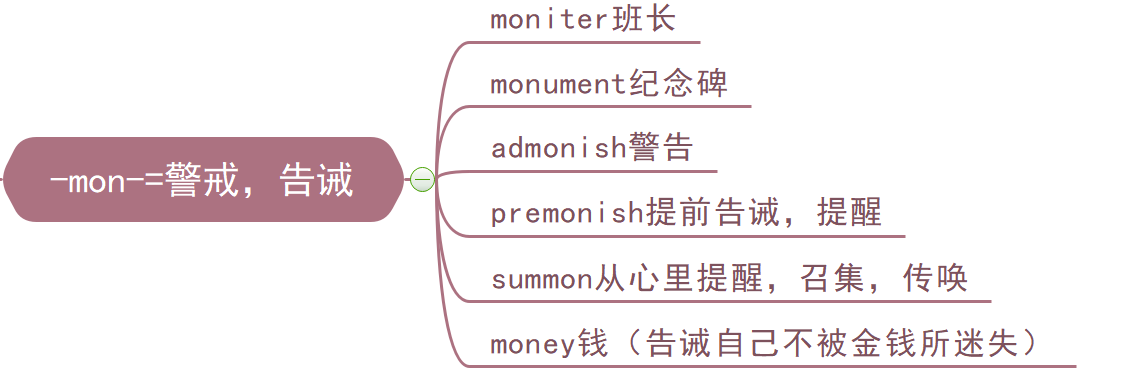 moniter班长
monument纪念碑
admonish警告
-mon-=警戒，告诫
premonish提前告诫，提醒
summon从心里提醒，召集，传唤
money钱（告诫自己不被金钱所迷失）